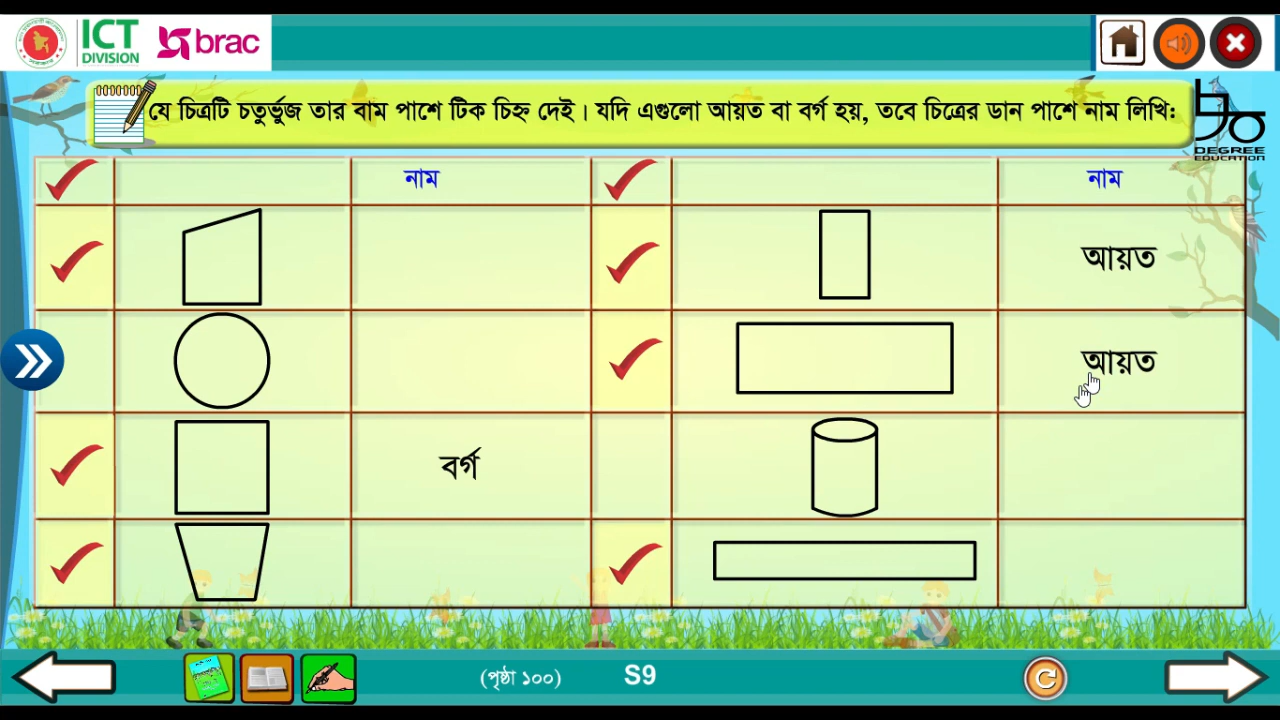 ICT
DIVISION
brac
যে চিত্রটি চতুর্ভুজ তার বাম পাশে টিক চিহ্ন দেই। যদি এগুলো আয়ত বা বর্গ হয়, তবে চিত্রের ডান পাশে নাম লিখি:
DEGREE
EDUCATION
নাম
নাম
আয়ত
আয়ত
বর্গ
(পৃষ্ঠা ১০০)
S9